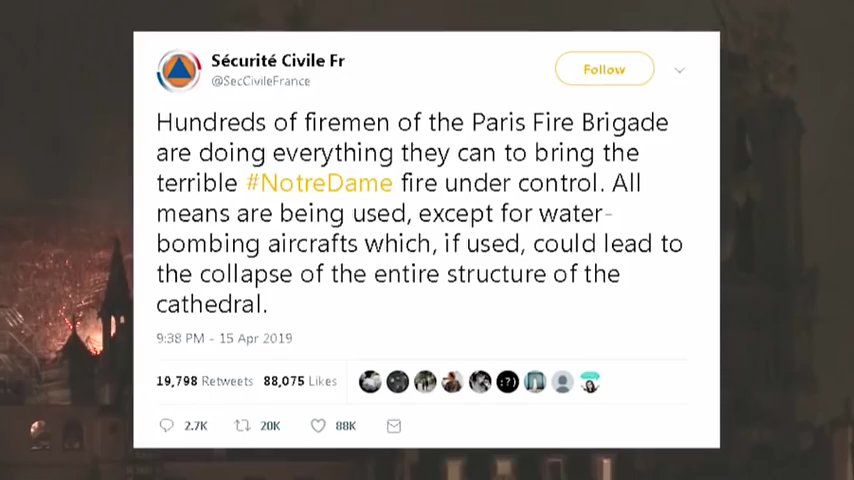 Sécurité Civile Fr
@SecCivileFrance
Follow
Hundreds of firemen of the Paris Fire Brigade
are doing everything they can to bring the
terrible #NotreDame fire under control. All
means are being used, except for water-
bombing aircrafts which, if used, could lead to
the collapse of the entire structure of the
cathedral.
9:38 PM - 15 Apr 2019
19,798 Retweets 88,075 Likes
:?)
2.7K 20K 88K